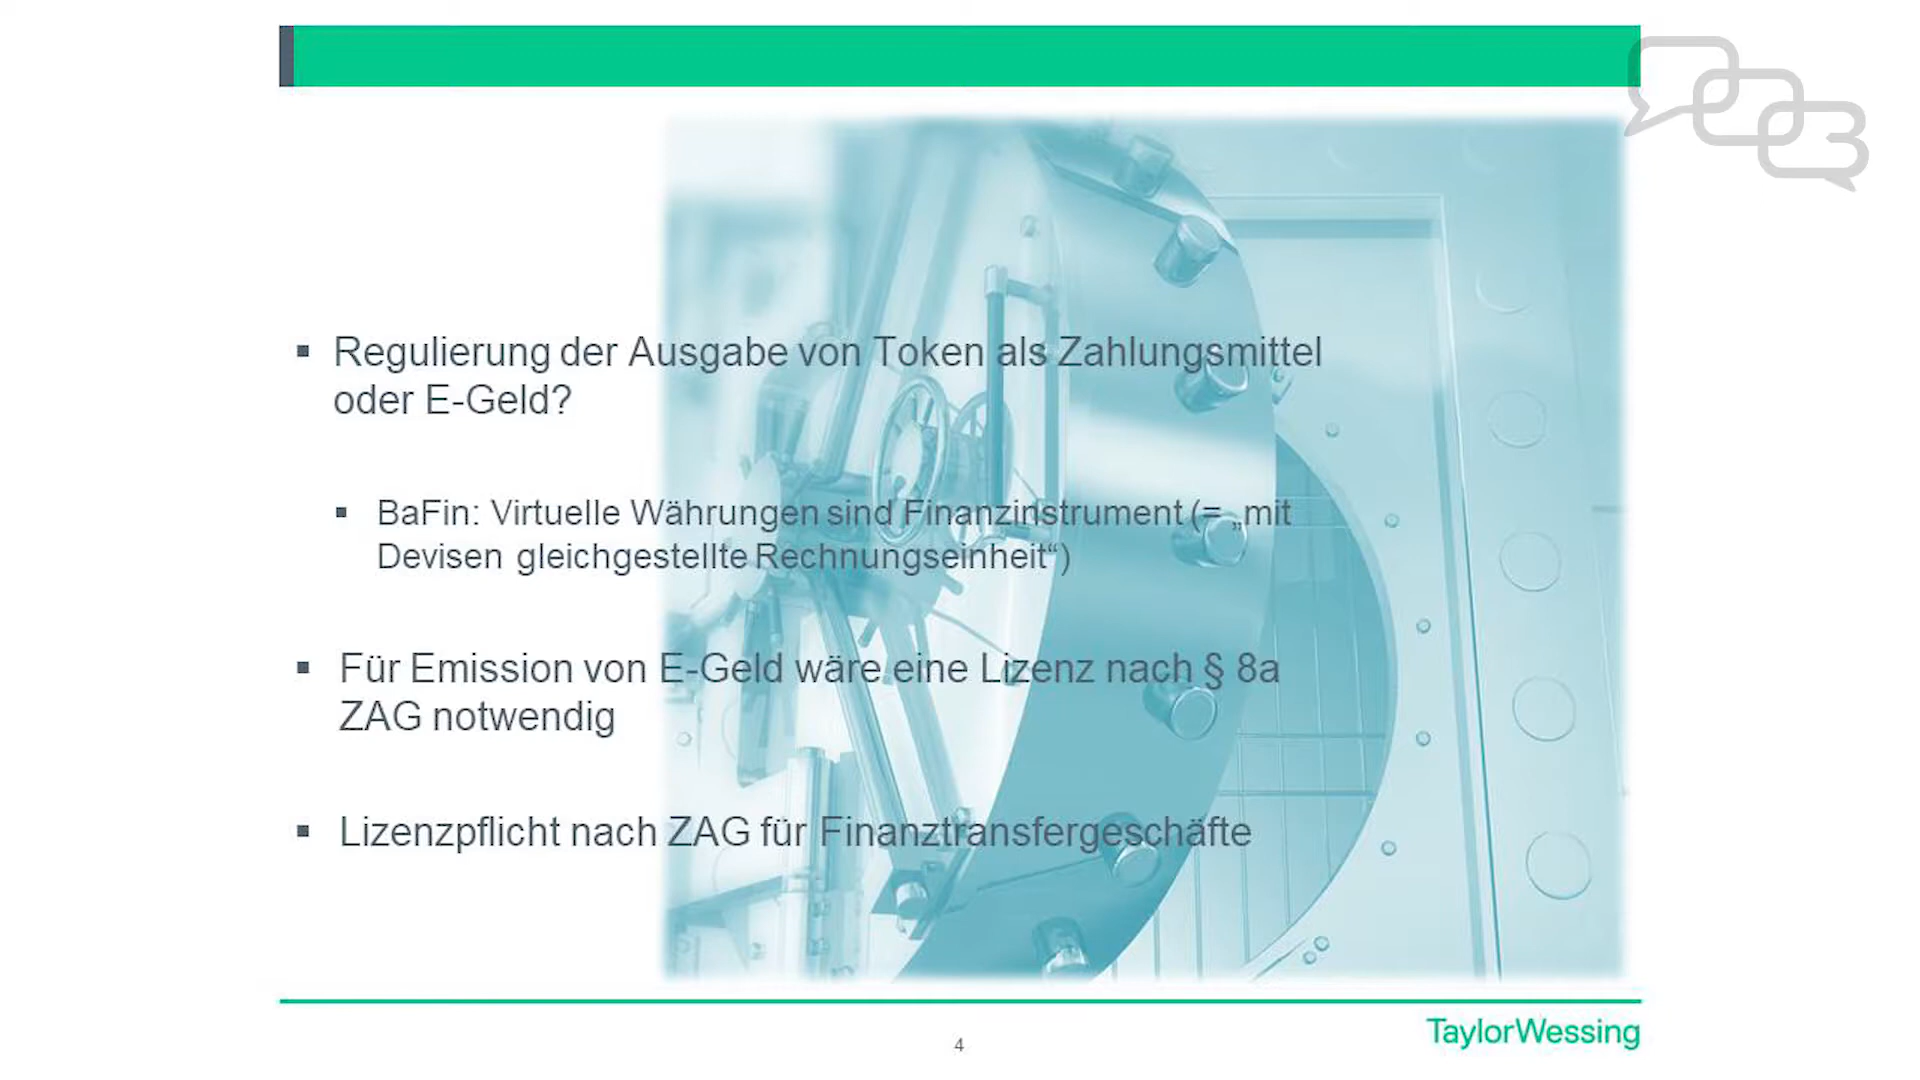 ▪ Regulierung der Ausgabe von Token als Zahlungsmittel
oder E-Geld?
▪ BaFin: Virtuelle Währungen sind Finanzinstrument (= „mit
Devisen gleichgestellte Rechnungseinheit“)
▪ Für Emission von E-Geld wäre eine Lizenz nach § 8a
ZAG notwendig
▪ Lizenzpflicht nach ZAG für Finanztransfergeschäfte
4
TaylorWessing